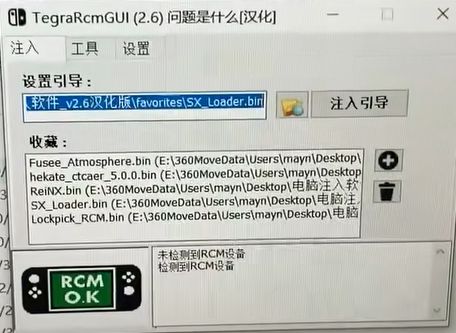 TegraRcmGUI (2.6) 问题是什么[汉化]
注入 工具 设置
设置引导：
软件_v2.6汉化版\favorites\SX_Loader.bin
注入引导
收藏：
Fusee_Atmosphere.bin (E:\360MoveData\Users\mayn\Desktop\
hekate_ctcaer_5.0.0.bin (E:\360MoveData\Users\mayn\Desktop\
ReiNX.bin (E:\360MoveData\Users\mayn\Desktop\电脑注入软
SX_Loader.bin (E:\360MoveData\Users\mayn\Desktop\电脑注.
Lockpick_RCM.bin (E:\360MoveData\Users\mayn\Desktop\电脑
RCM
O.K
未检测到RCM设备
检测到RCM设备